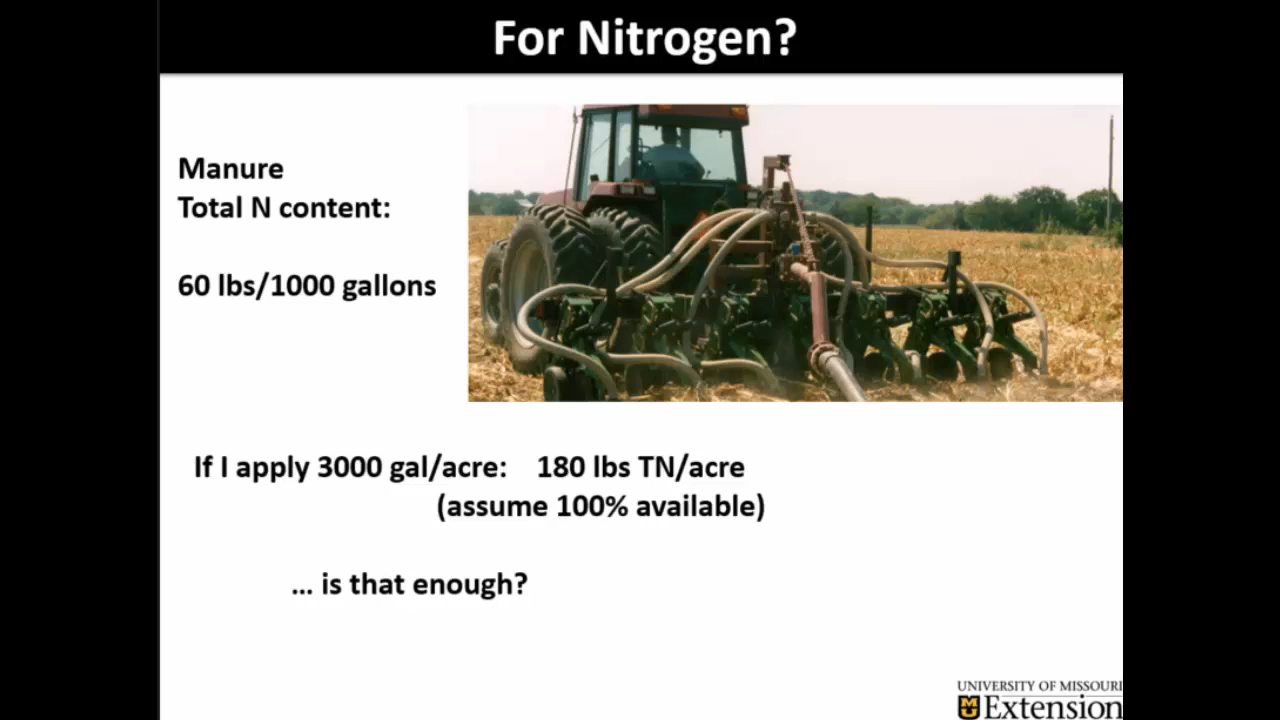 For Nitrogen?
Manure
Total N content:
60 lbs/1000 gallons
If I apply 3000 gal/acre: 180 lbs TN/acre
(assume 100% available)
... is that enough?
UNIVERSITY OF MISSOURI
Extension